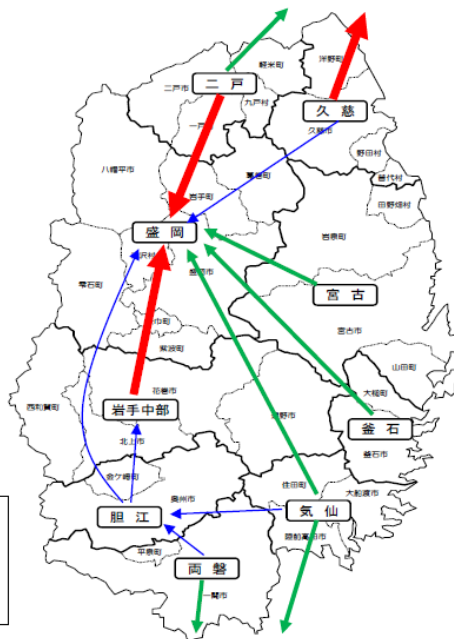 軽米町
洋野町
二戸市
二戸
久慈
九戸村
一戸
久慈市
野田村
普代村
八幡平市
葛巻町
岩手町
田野畑村
盛岡
岩泉町
沢村
盛岡市
雫石町
宮古
巾町
宮古市
紫波町
山田町
大槌町
西和賀町
花巻市
岩手中部
遠野市
釜石
北上市
釜石市
金ケ崎町
住田町
奥州市
大船渡市
胆江
気仙
陸前高田市
平泉町
両磐
一関市